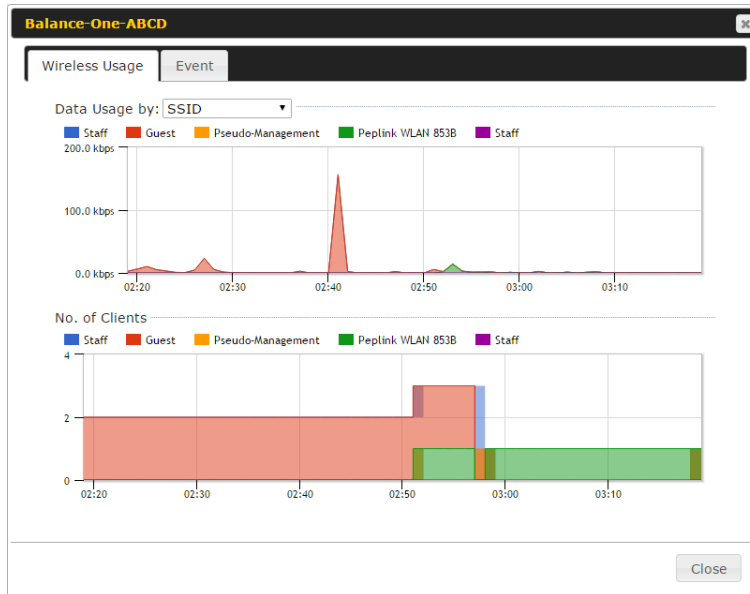 Balance-One-ABCD
Wireless Usage Event
Data Usage by: SSID
Staff Guest Pseudo-Management Peplink WLAN 853B Staff
200.0 kbps
100.0 kbps
0.0 kbps
02:20 02:30 02:40 02:50 03:00 03:10
No. of Clients
Staff Guest Pseudo-Management Peplink WLAN 853B Staff
4
2
0
02:20 02:30 02:40 02:50 03:00 03:10
Close